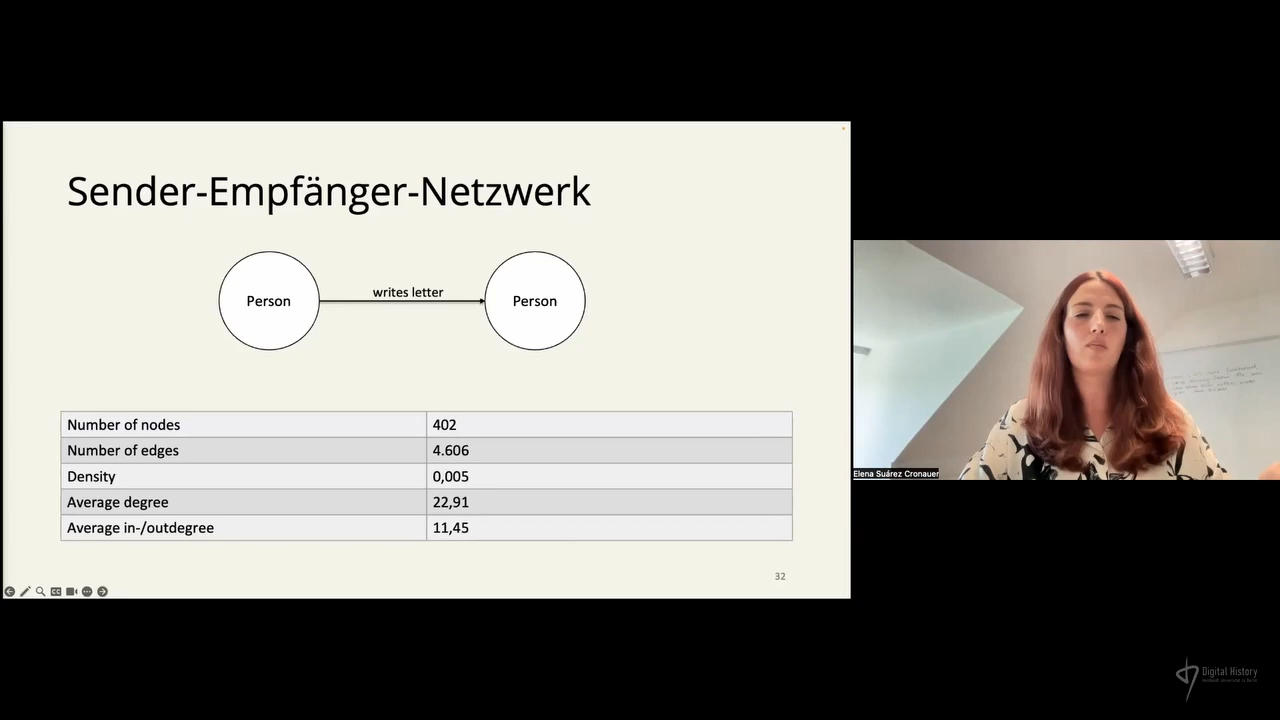 Sender-Empfänger-Netzwerk
Person
writes letter
Person
Number of nodes 402
Number of edges 4.606
Density 0,005
Average degree 22,91
Average in-/outdegree 11,45
32
Elena Suárez Cronauer
Digital History